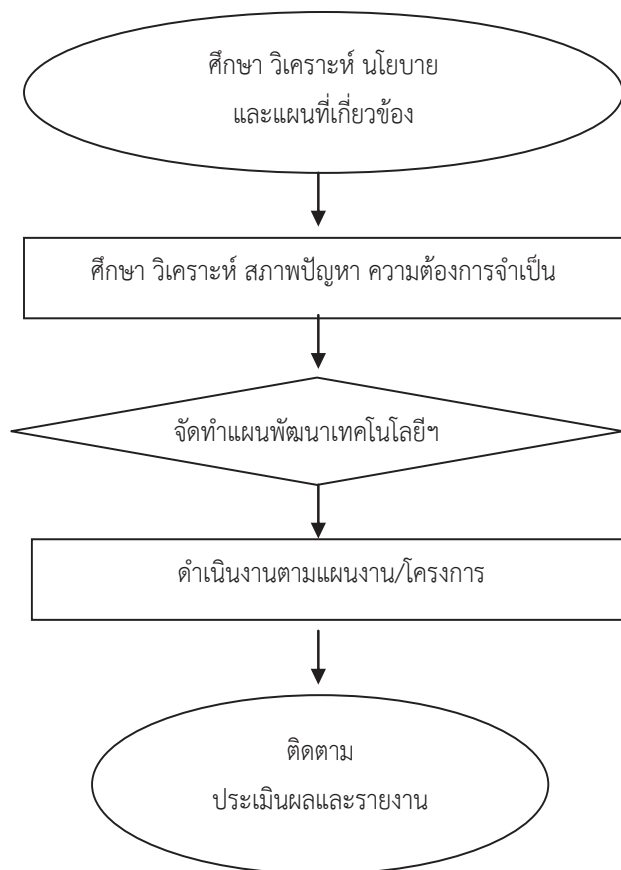 ศึกษา วิเคราะห์ นโยบาย
และแผนที่เกี่ยวข้อง
ศึกษา วิเคราะห์ สภาพปัญหา ความต้องการจำเป็น
จัดทำแผนพัฒนาเทคโนโลยีฯ
ดำเนินงานตามแผนงาน/โครงการ
ติดตาม
ประเมินผลและรายงาน